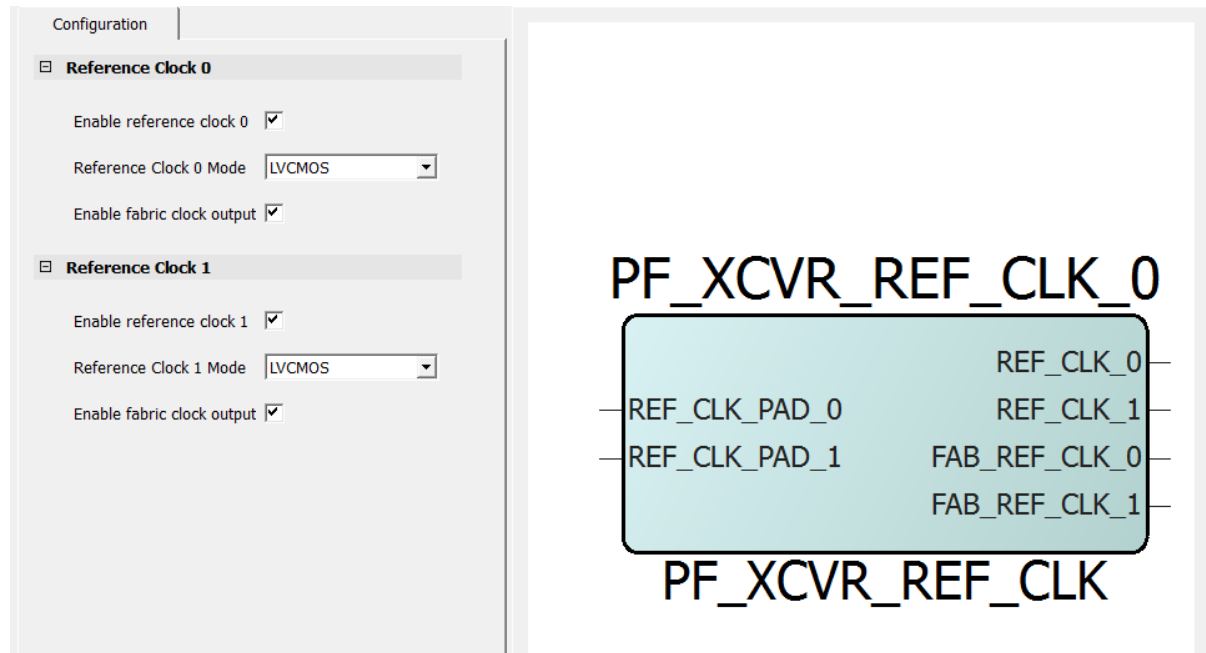 Configuration
Reference Clock 0
Enable reference clock 0
Reference Clock 0 Mode LVCMOS
Enable fabric clock output
Reference Clock 1
Enable reference clock 1
Reference Clock 1 Mode LVCMOS
Enable fabric clock output
PF_XCVR_REF_CLK_0
REF_CLK_0
REF_CLK_PAD_0 REF_CLK_1
REF_CLK_PAD_1 FAB_REF_CLK_0
FAB_REF_CLK_1
PF_XCVR_REF_CLK